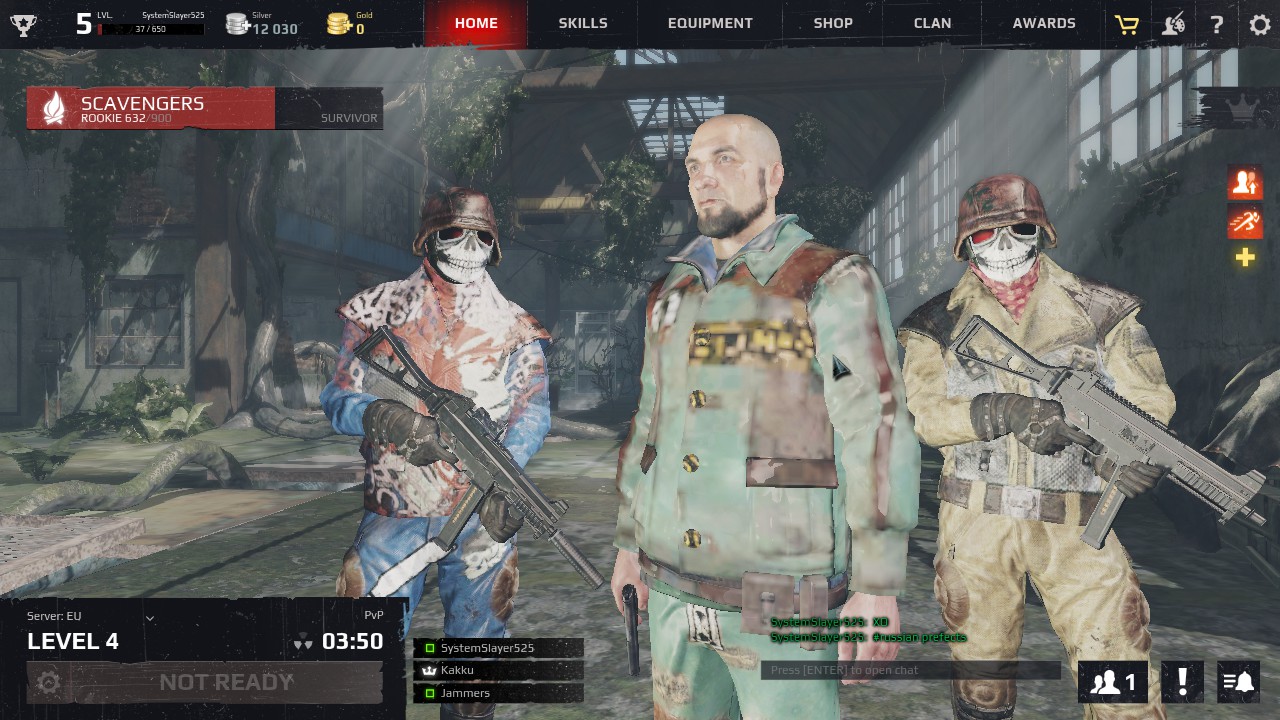 5 LVL. SystemSlayer525
37 / 650
Silver
12 030
Gold
0
HOME SKILLS EQUIPMENT SHOP CLAN AWARDS ?
SCAVENGERS
ROOKIE 632/900 SURVIVOR
Server: EU PvP
LEVEL 4 03:50
NOT READY
SystemSlayer525
Kakku
Jammers
SystemSlayer525: XD
SystemSlayer525: #russian prefects
Press [ENTER] to open chat
1 !